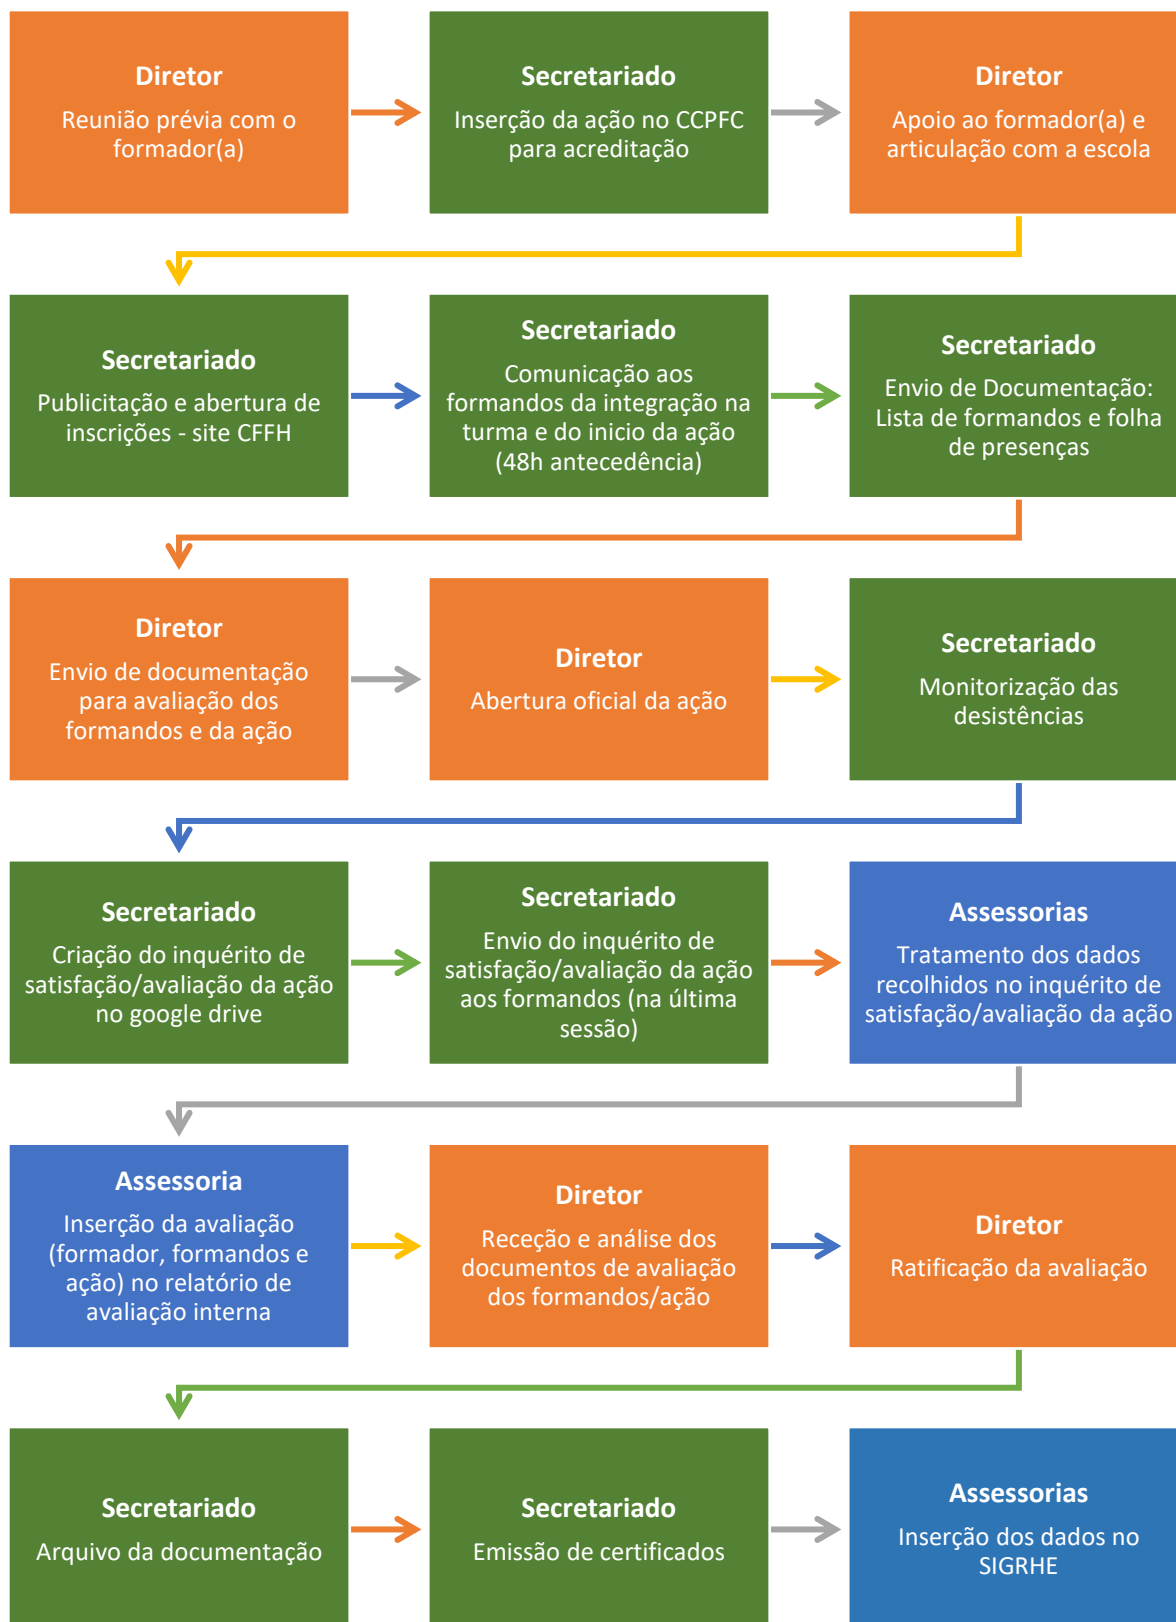 Diretor
Reunião prévia com o
formador(a)
Secretariado
Inserção da ação no CCPFC
para acreditação
Diretor
Apoio ao formador(a) e
articulação com a escola
Secretariado
Publicitação e abertura de
inscrições - site CFFH
Secretariado
Comunicação aos
formandos da integração na
turma e do inicio da ação
(48h antecedência)
Secretariado
Envio de Documentação:
Lista de formandos e folha
de presenças
Diretor
Envio de documentação
para avaliação dos
formandos e da ação
Diretor
Abertura oficial da ação
Secretariado
Monitorização das
desistências
Secretariado
Criação do inquérito de
satisfação/avaliação da ação
no google drive
Secretariado
Envio do inquérito de
satisfação/avaliação da ação
aos formandos (na última
sessão)
Assessorias
Tratamento dos dados
recolhidos no inquérito de
satisfação/avaliação da ação
Assessoria
Inserção da avaliação
(formador, formandos e
ação) no relatório de
avaliação interna
Diretor
Receção e análise dos
documentos de avaliação
dos formandos/ação
Diretor
Ratificação da avaliação
Secretariado
Arquivo da documentação
Secretariado
Emissão de certificados
Assessorias
Inserção dos dados no
SIGRHE